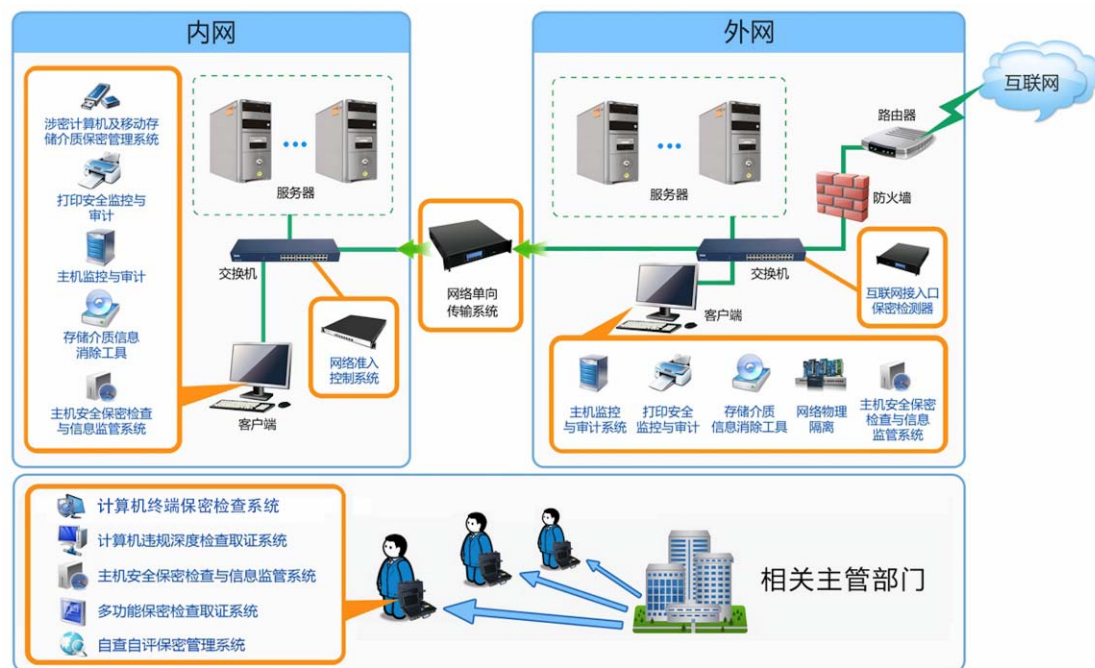 内网
涉密计算机及移动存
储介质保密管理系统
打印安全监控与
审计
主机监控与审计
存储介质信息
消除工具
主机安全保密检查
与信息监管系统
服务器
交换机
网络准入
控制系统
客户端
网络单向
传输系统
外网
服务器
交换机
客户端
互联网
路由器
防火墙
互联网接入口
保密检测器
主机监控
与审计系统
打印安全
监控与审计
存储介质
信息消除工具
网络物理
隔离
主机安全保密
检查与信息
监管系统
计算机终端保密检查系统
计算机违规深度检查取证系统
主机安全保密检查与信息监管系统
多功能保密检查取证系统
自查自评保密管理系统
相关主管部门